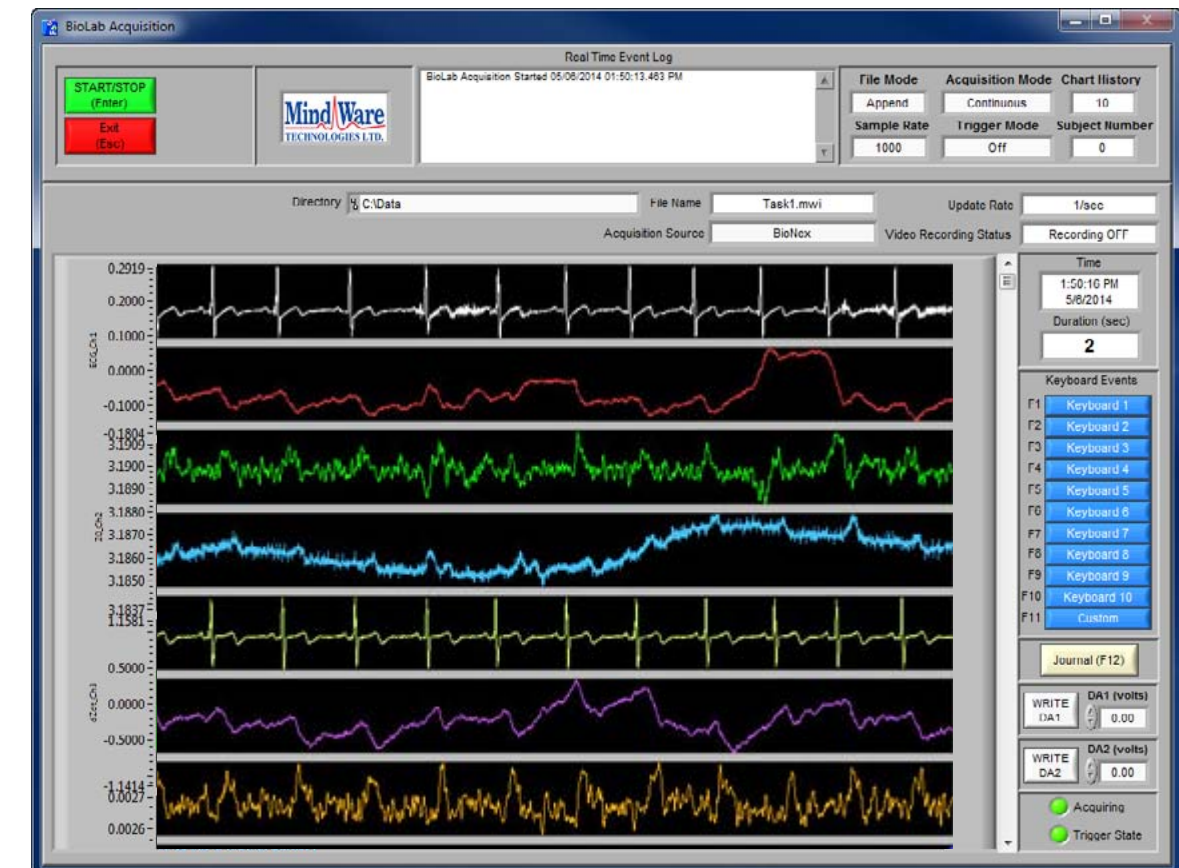 BioLab Acquisition
START/STOP
(Enter)
Exit
(Esc)
MindWare
TECHNOLOGIES LTD.
Real Time Event Log
BioLab Acquisition Started 05/06/2014 01:50:13.463 PM
File Mode Acquisition Mode Chart History
Append Continuous 10
Sample Rate Trigger Mode Subject Number
1000 Off 0
Directory C:\Data File Name Task1.mwi Update Rate 1/sec
Acquisition Source BioNex Video Recording Status Recording OFF
0.2919
0.2000
0.1000
0.0000
-0.1000
-0.1804
ECG_Ch1
3.1909
3.1900
3.1890
3.1880
3.1870
3.1860
3.1850
3.1837
Z0_Ch2
1.1581
0.5000
0.0000
-0.5000
-1.1414
0.0027
0.0026
Time
1:50:16 PM
5/6/2014
Duration (sec)
2
Keyboard Events
F1 Keyboard 1
F2 Keyboard 2
F3 Keyboard 3
F4 Keyboard 4
F5 Keyboard 5
F6 Keyboard 6
F7 Keyboard 7
F8 Keyboard 8
F9 Keyboard 9
F10 Keyboard 10
F11 Custom
Journal (F12)
WRITE
DA1
DA1 (volts)
0.00
WRITE
DA2
DA2 (volts)
0.00
Acquiring
Trigger State